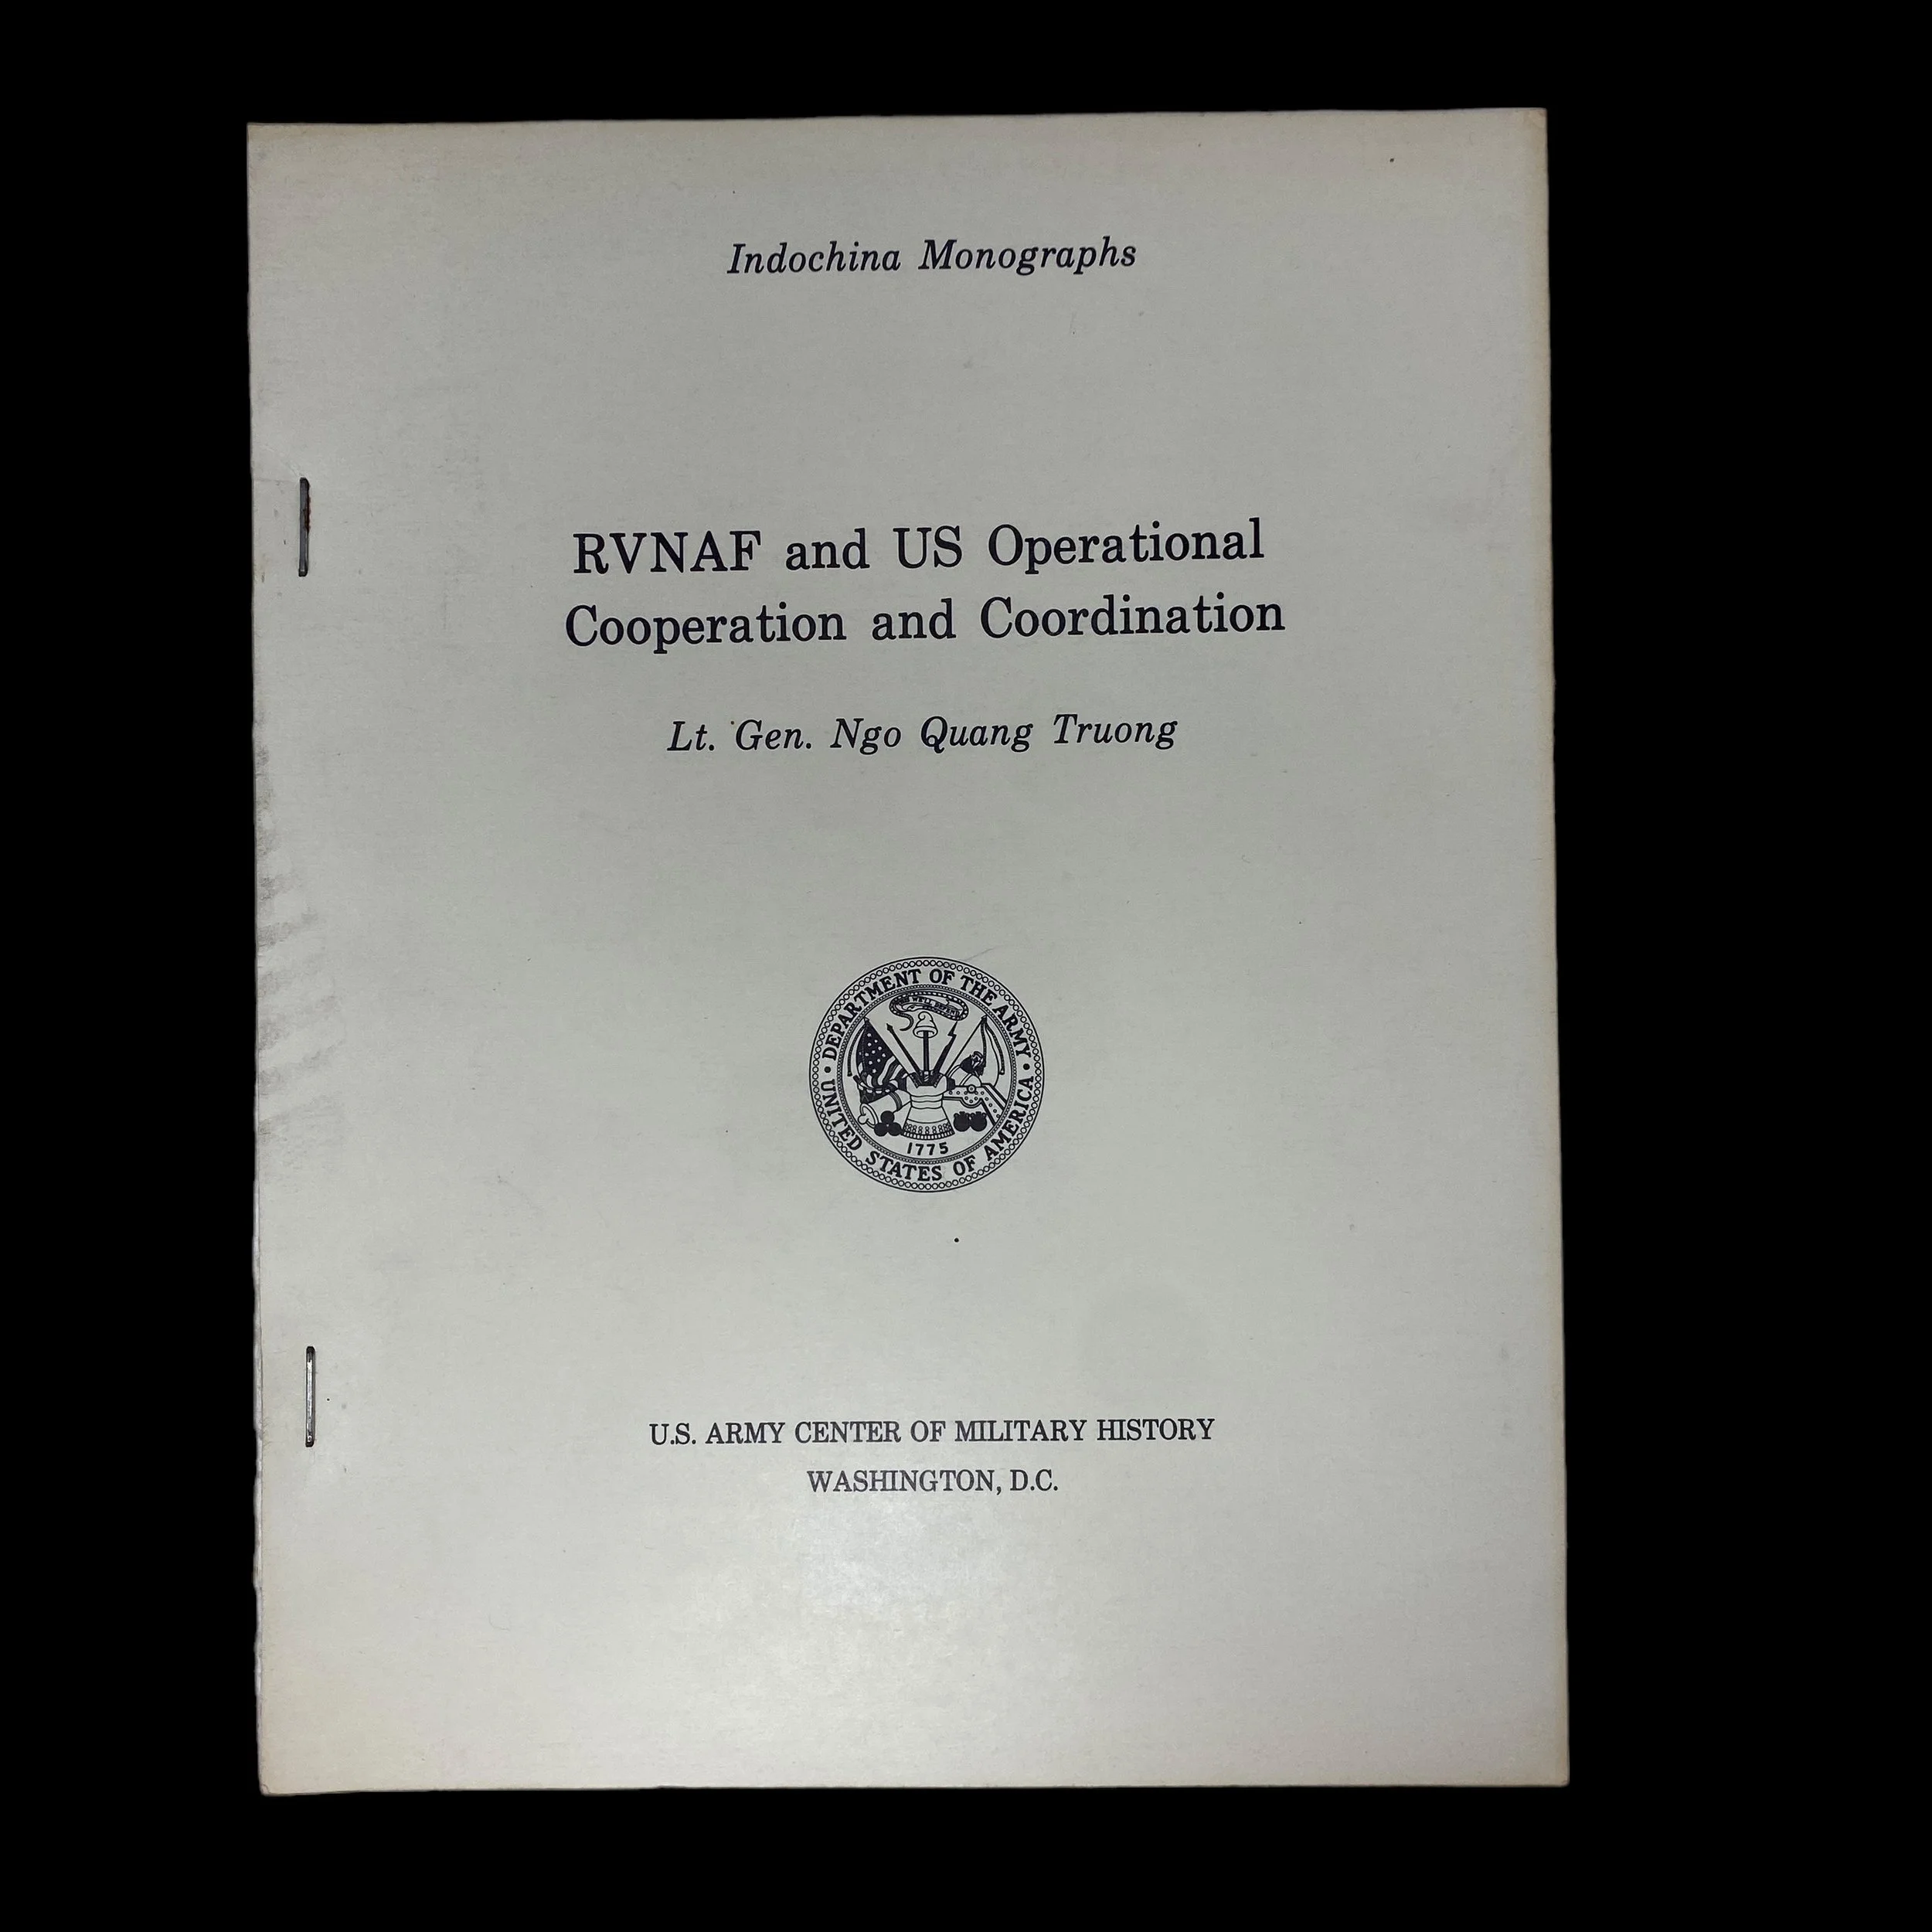 Indochina Monographs
RVNAF and US Operational
Cooperation and Coordination
Lt. Gen. Ngo Quang Truong
DEPARTMENT OF THE ARMY
UNITED STATES OF AMERICA
1775
U.S. ARMY CENTER OF MILITARY HISTORY
WASHINGTON, D.C.